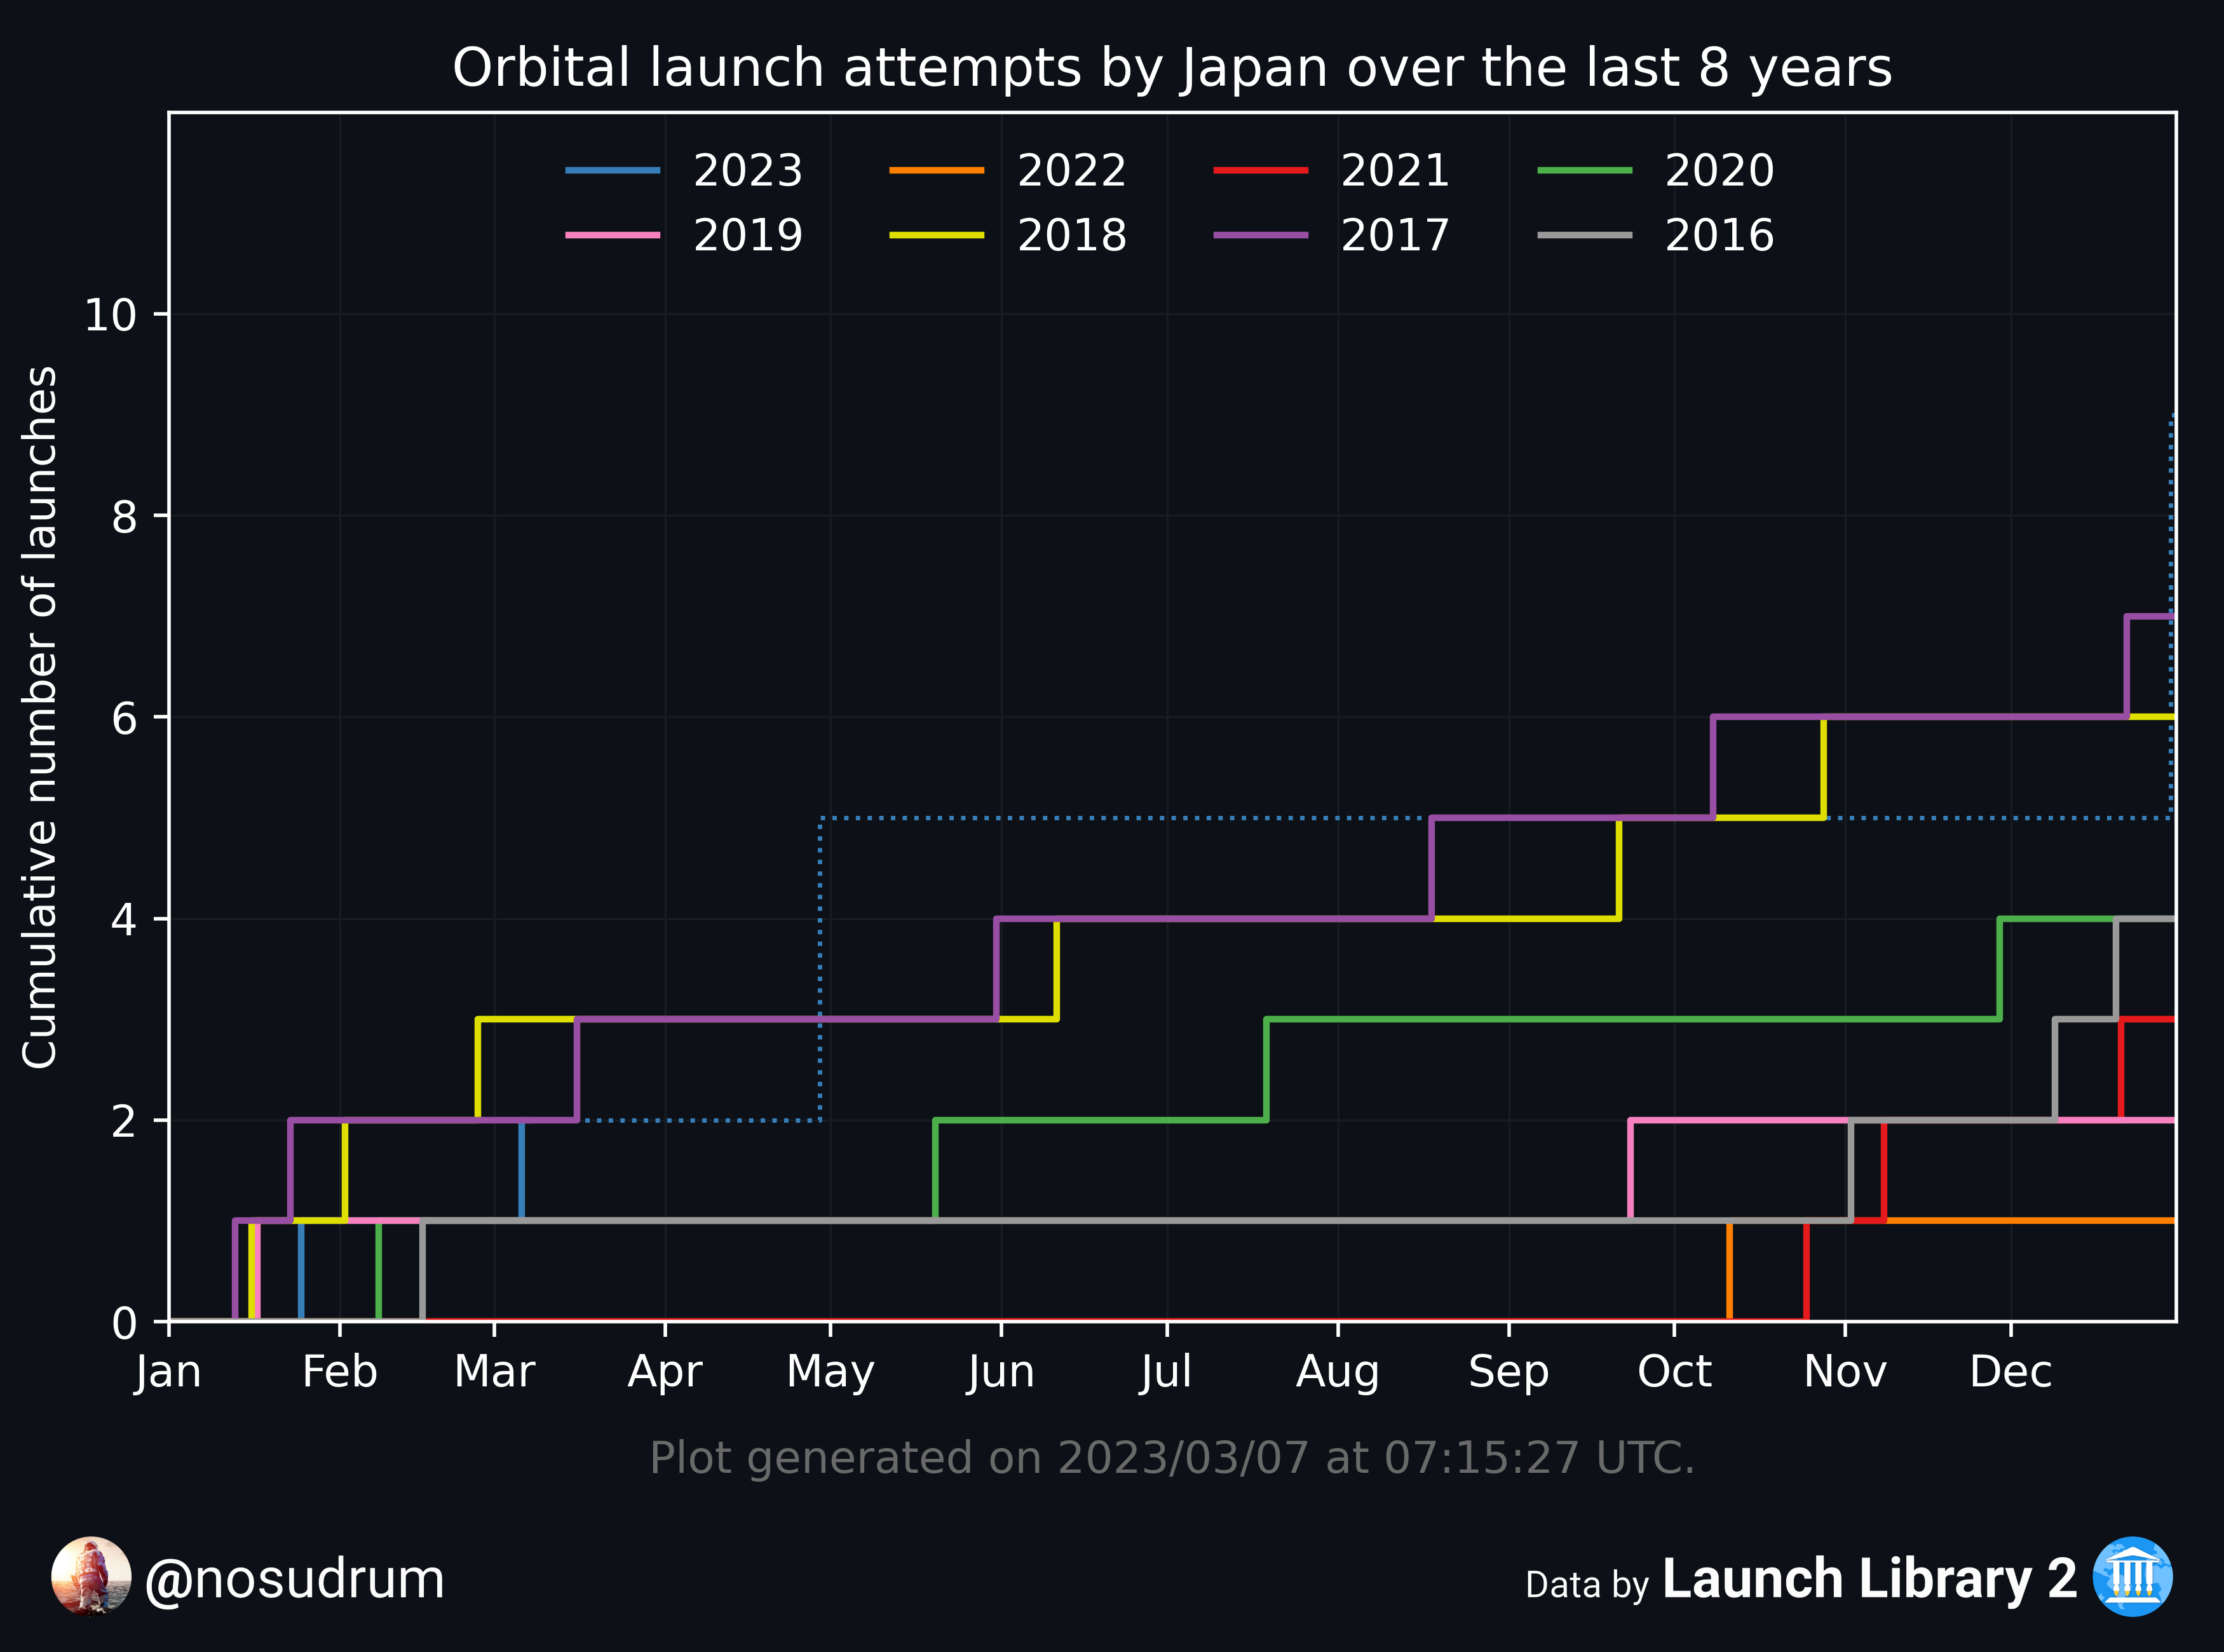 Orbital launch attempts by Japan over the last 8 years
2023 2022 2021 2020
2019 2018 2017 2016
Cumulative number of launches
10
8
6
4
2
0
Jan Feb Mar Apr May Jun Jul Aug Sep Oct Nov Dec
Plot generated on 2023/03/07 at 07:15:27 UTC.
@nosudrum
Data by Launch Library 2